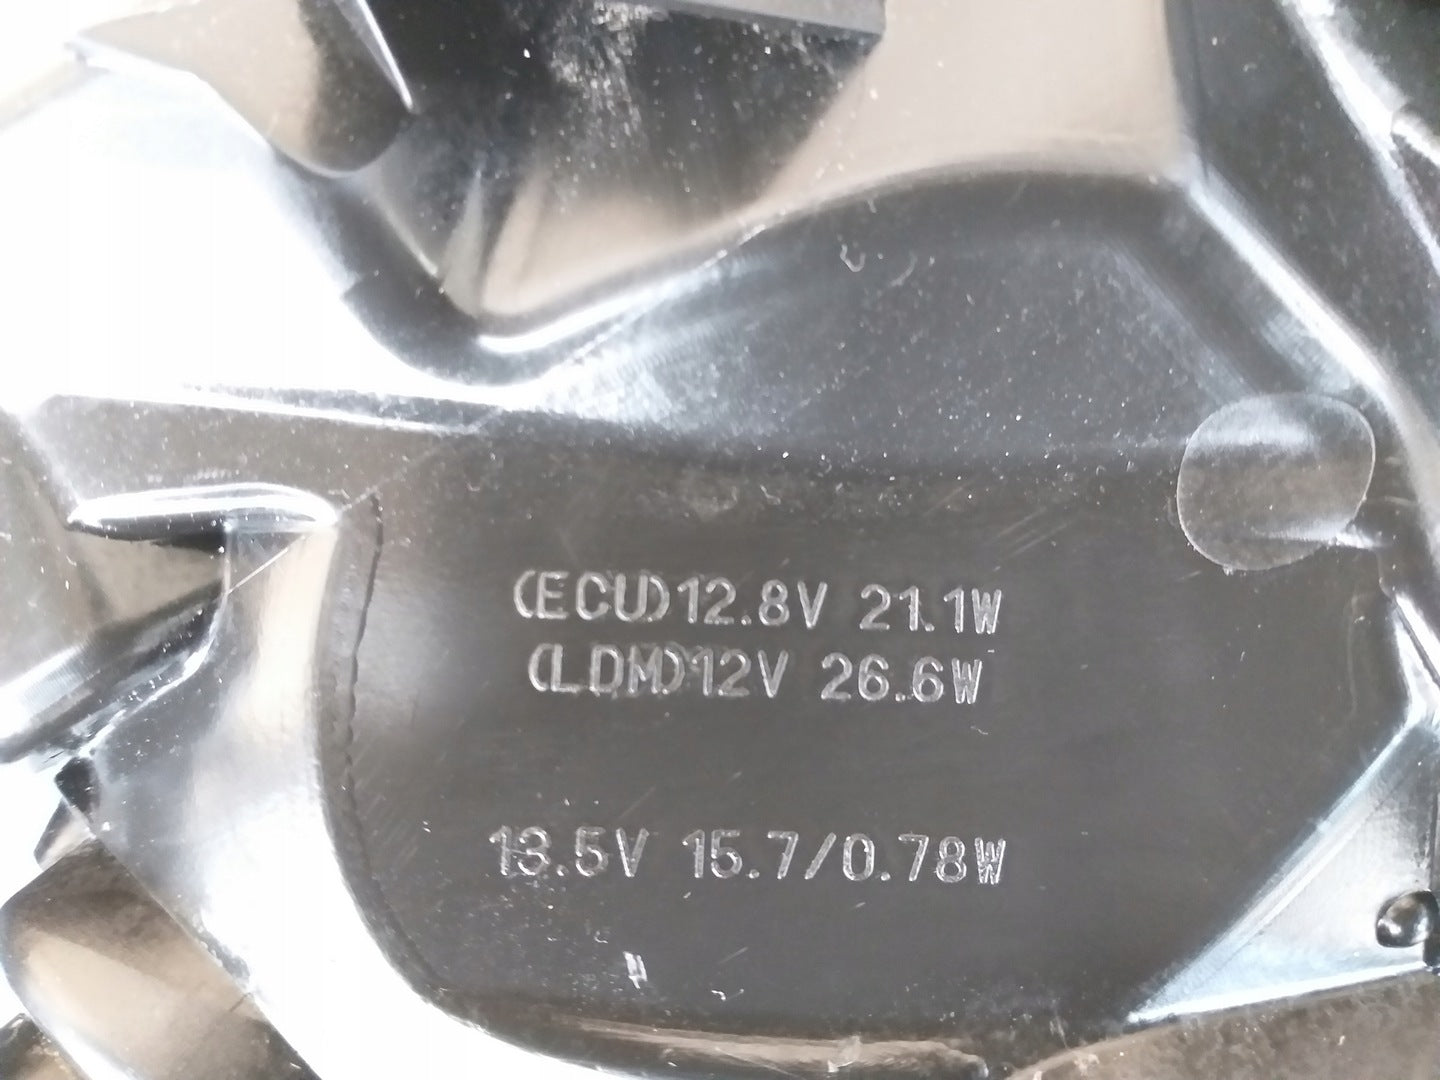 (ECU)12.8V 21.1W
(LDM)12V 26.6W
13.5V 15.7/0.78W